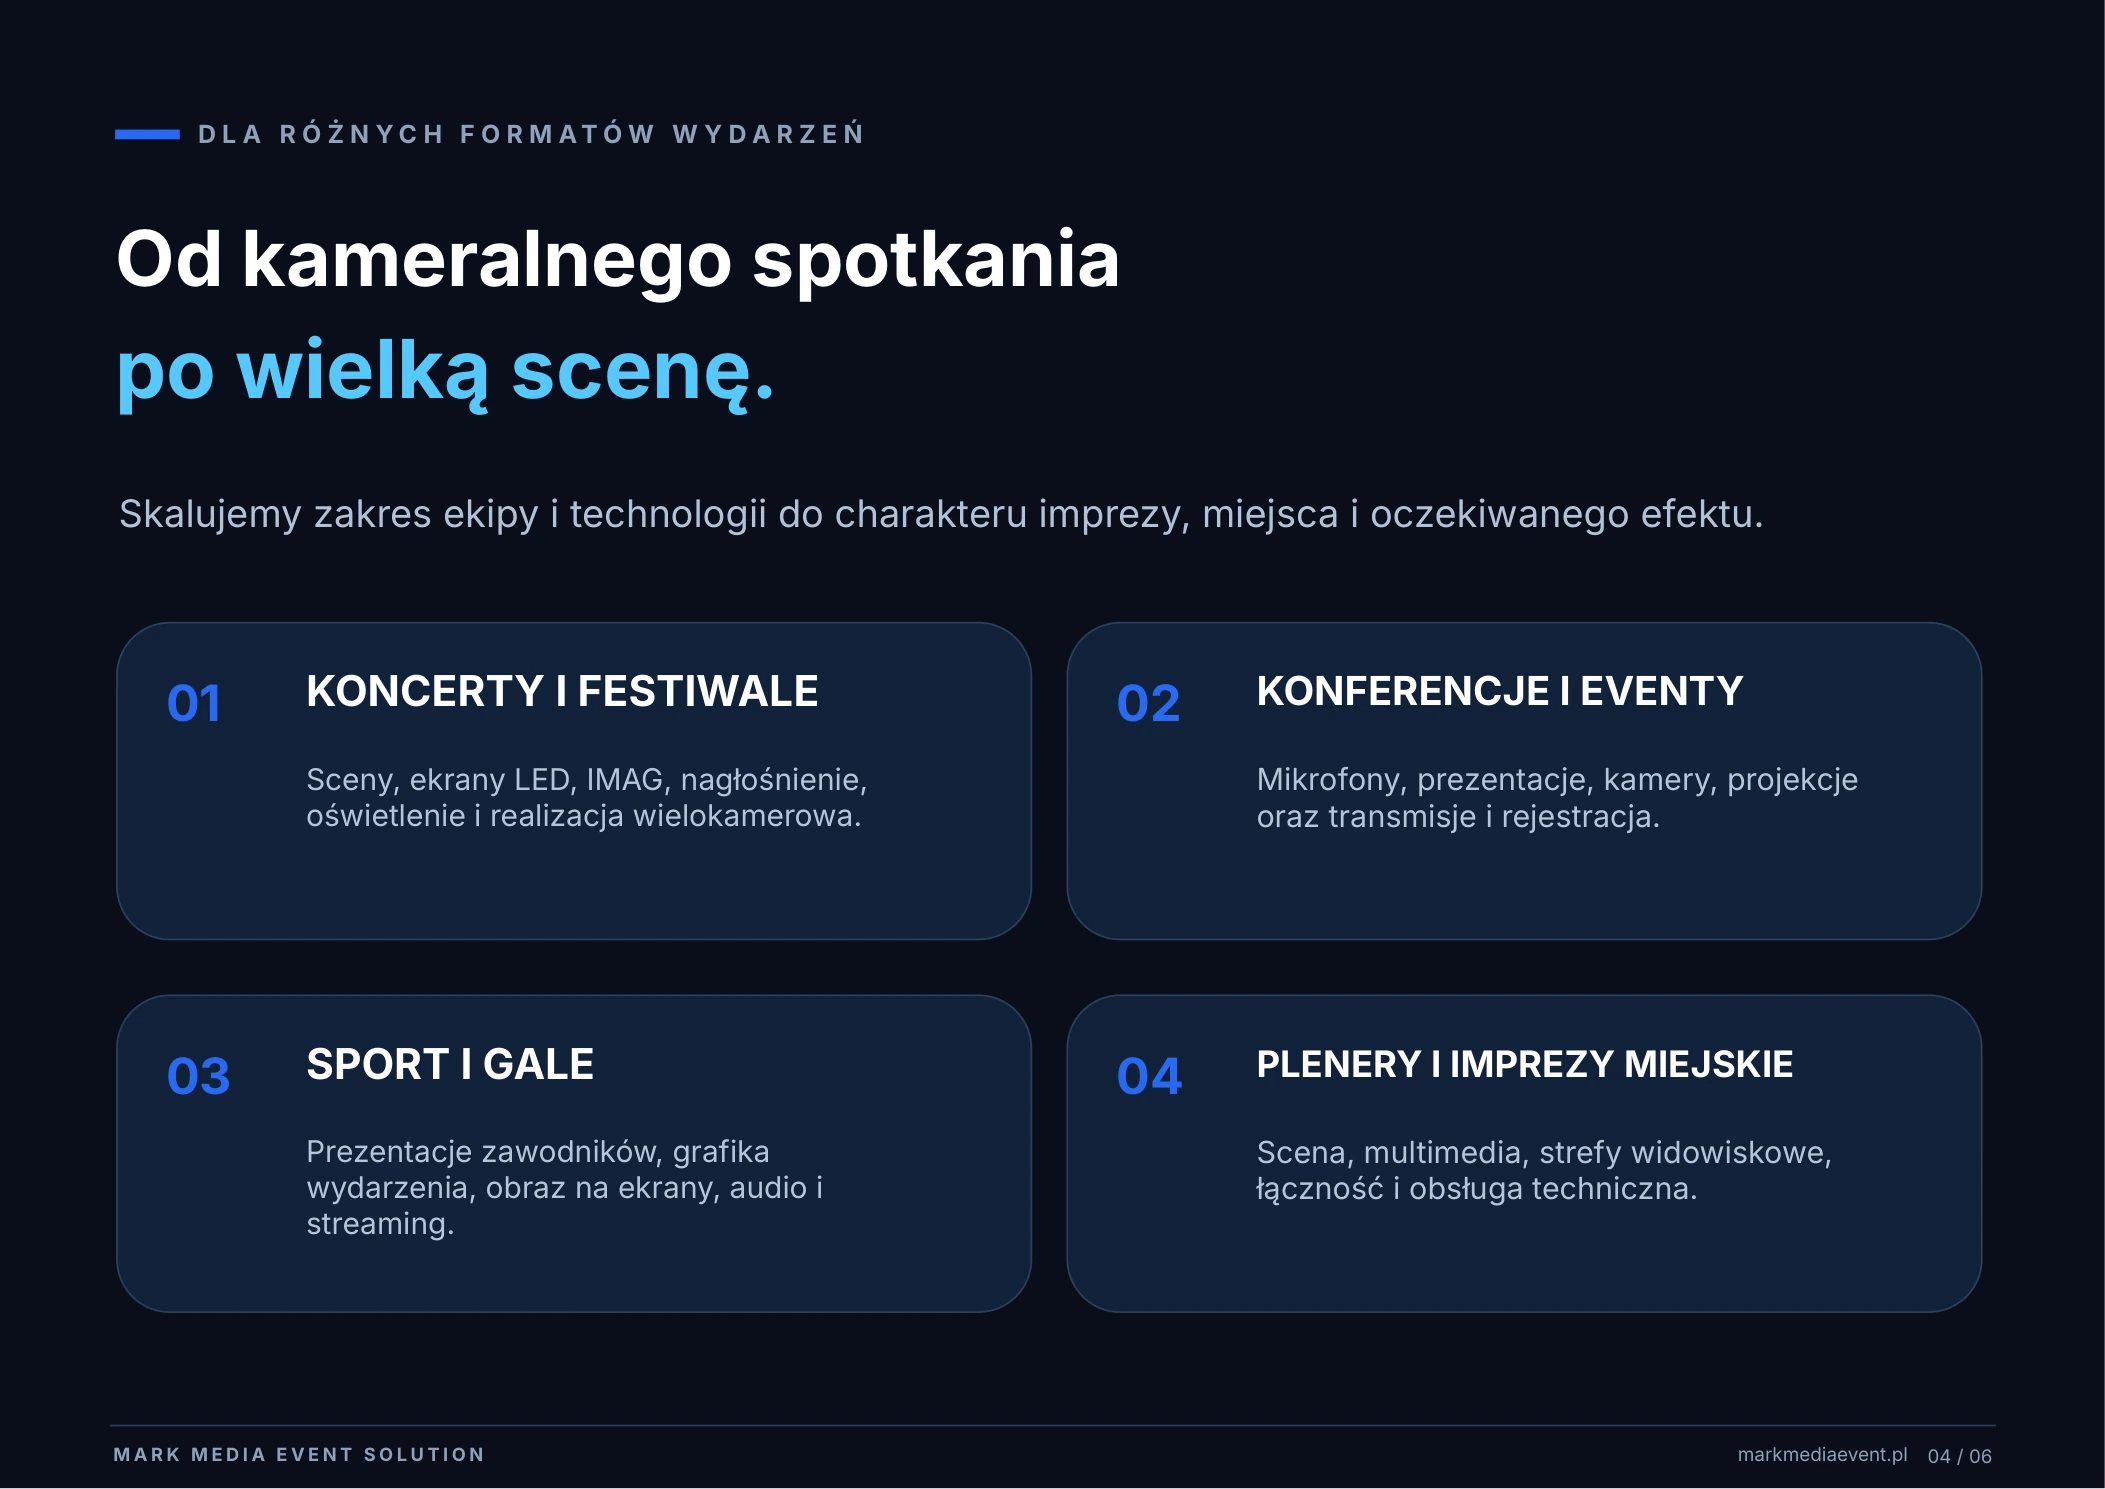 DLA RÓŻNYCH FORMATÓW WYDARZEŃ
Od kameralnego spotkania
po wielką scenę.
Skalujemy zakres ekipy i technologii do charakteru imprezy, miejsca i oczekiwanego efektu.
01
KONCERTY I FESTIWALE
Sceny, ekrany LED, IMAG, nagłośnienie,
oświetlenie i realizacja wielokamerowa.
02
KONFERENCJE I EVENTY
Mikrofony, prezentacje, kamery, projekcje
oraz transmisje i rejestracja.
03
SPORT I GALE
Prezentacje zawodników, grafika
wydarzenia, obraz na ekrany, audio i
streaming.
04
PLENERY I IMPREZY MIEJSKIE
Scena, multimedia, strefy widowiskowe,
łączność i obsługa techniczna.
MARK MEDIA EVENT SOLUTION
markmediaevent.pl 04 / 06